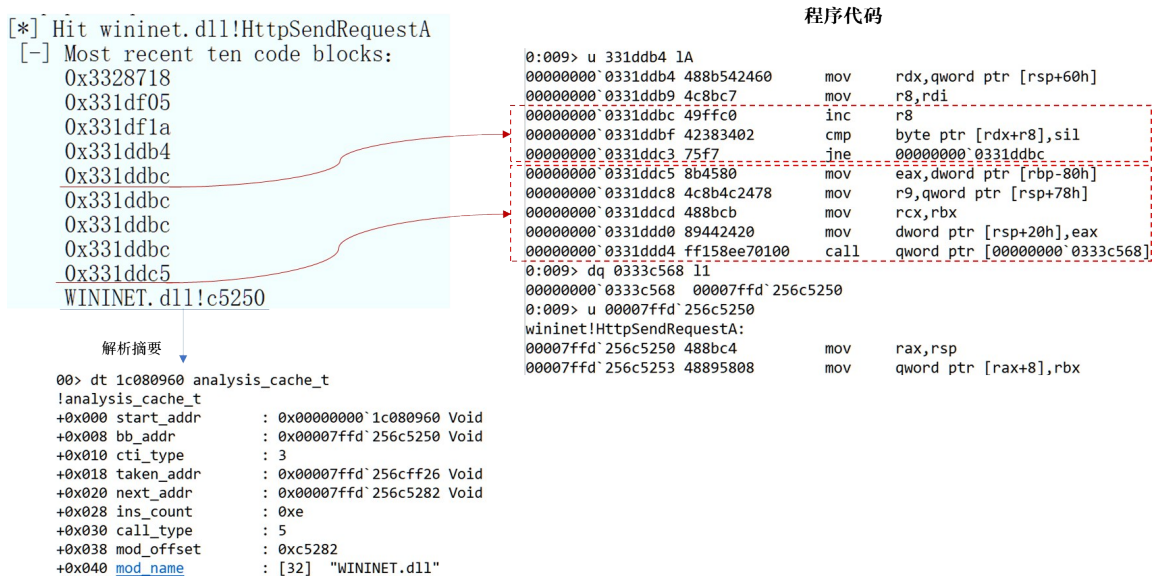 [*] Hit wininet.dll!HttpSendRequestA
[-] Most recent ten code blocks:
0x3328718
0x331df05
0x331df1a
0x331ddb4
0x331ddbc
0x331ddbc
0x331ddbc
0x331ddbc
0x331ddc5
WININET.dll!c5250
解析摘要
00> dt 1c080960 analysis_cache_t
!analysis_cache_t
+0x000 start_addr : 0x00000000`1c080960 Void
+0x008 bb_addr : 0x00007ffd`256c5250 Void
+0x010 cti_type : 3
+0x018 taken_addr : 0x00007ffd`256cff26 Void
+0x020 next_addr : 0x00007ffd`256c5282 Void
+0x028 ins_count : 0xe
+0x030 call_type : 5
+0x038 mod_offset : 0xc5282
+0x040 mod_name : [32] "WININET.dll"
程序代码
0:009> u 331ddb4 lA
00000000`0331ddb4 488b542460 mov rdx,qword ptr [rsp+60h]
00000000`0331ddb9 4c8bc7 mov r8,rdi
00000000`0331ddbc 49ffc0 inc r8
00000000`0331ddbf 42383402 cmp byte ptr [rdx+r8],sil
00000000`0331ddc3 75f7 jne 00000000`0331ddbc
00000000`0331ddc5 8b4580 mov eax,dword ptr [rbp-80h]
00000000`0331ddc8 4c8b4c2478 mov r9,qword ptr [rsp+78h]
00000000`0331ddcd 488bcb mov rcx,rbx
00000000`0331ddd0 89442420 mov dword ptr [rsp+20h],eax
00000000`0331ddd4 ff158ee70100 call qword ptr [00000000`0333c568]
0:009> dq 0333c568 l1
00000000`0333c568 00007ffd`256c5250
0:009> u 00007ffd`256c5250
wininet!HttpSendRequestA:
00007ffd`256c5250 488bc4 mov rax,rsp
00007ffd`256c5253 48895808 mov qword ptr [rax+8],rbx